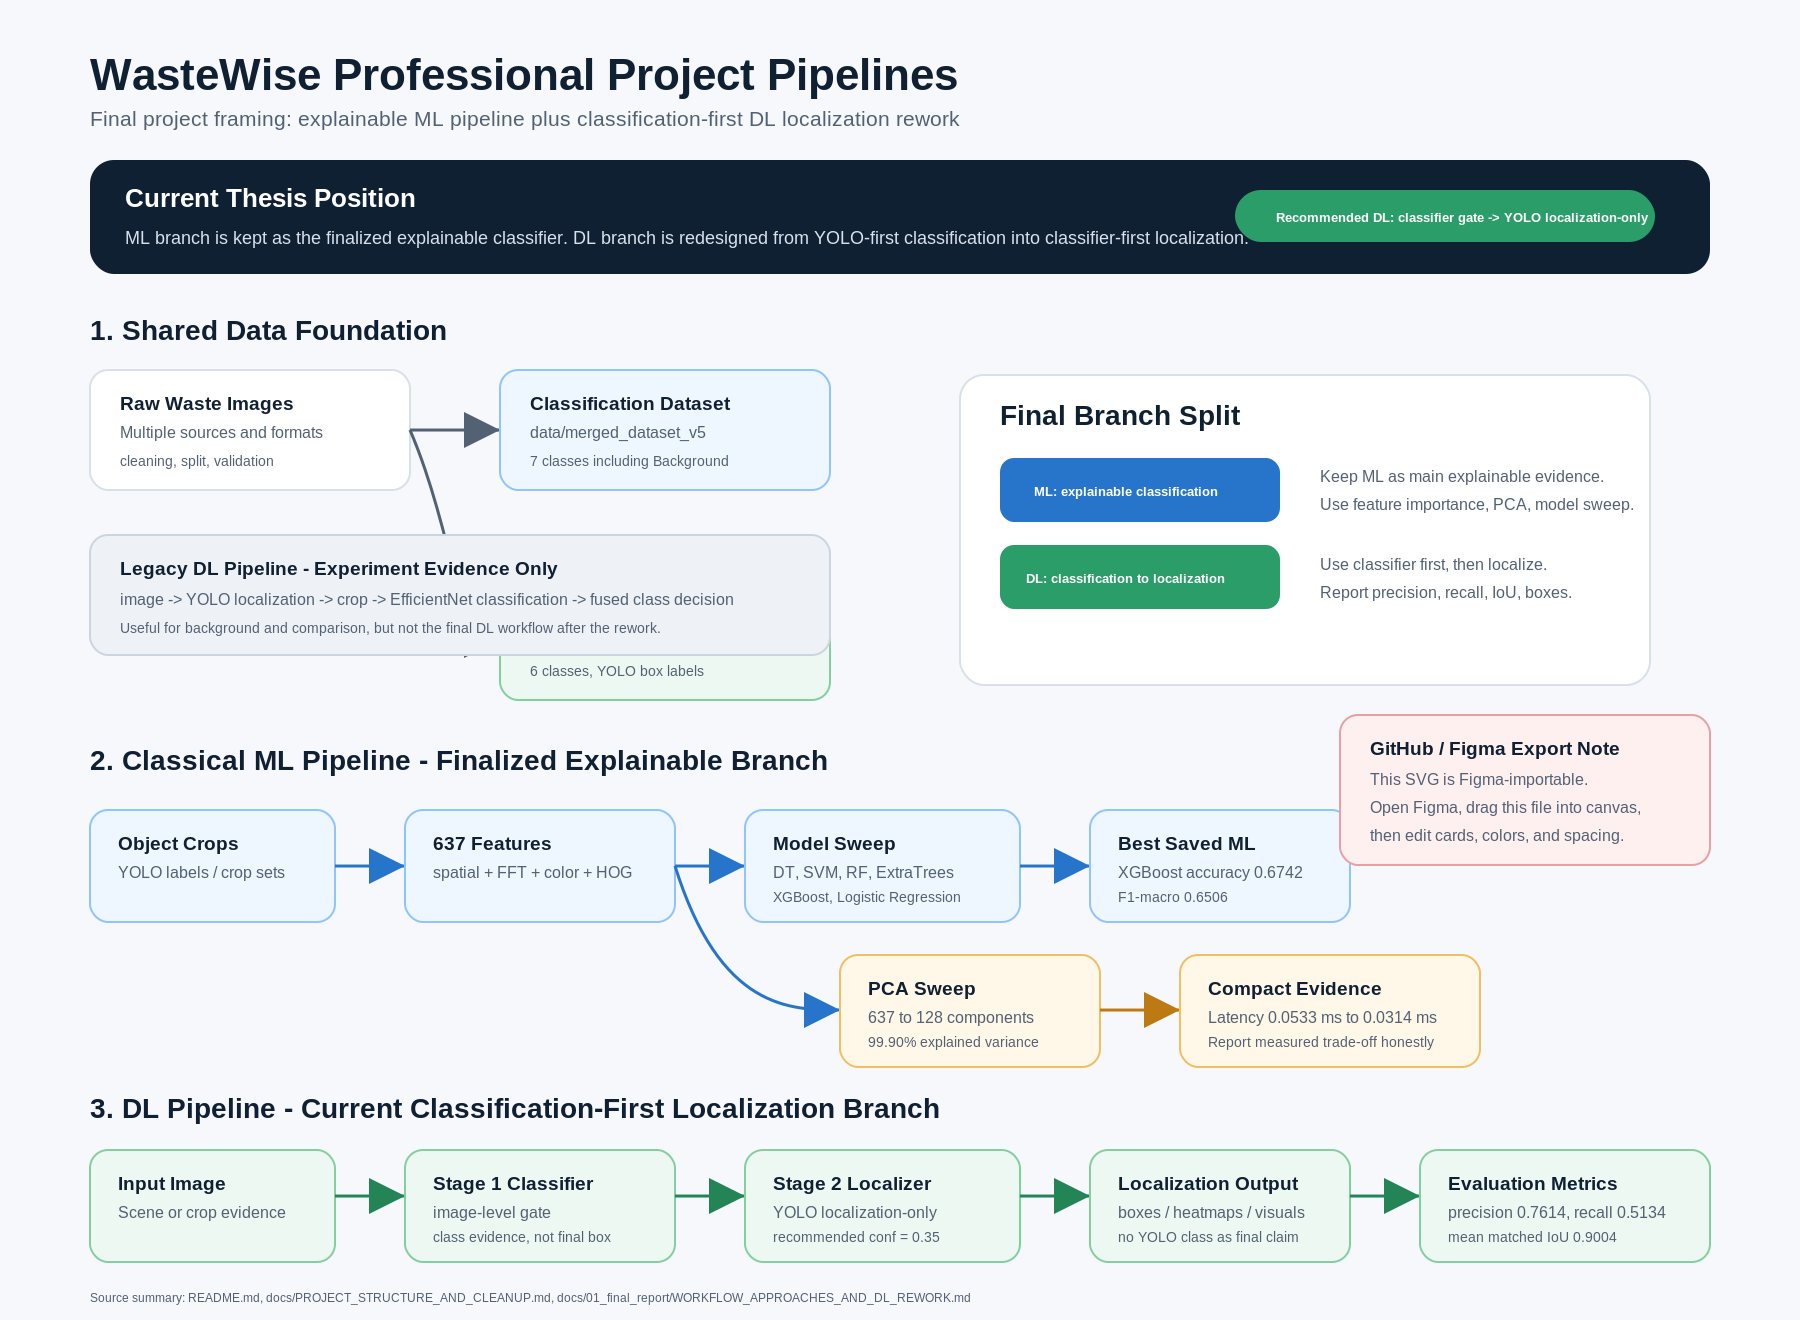 WasteWise Professional Project Pipelines
Final project framing: explainable ML pipeline plus classification-first DL localization rework
Current Thesis Position
ML branch is kept as the finalized explainable classifier. DL branch is redesigned from YOLO-first classification into classifier-first localization.
Recommended DL: classifier gate -> YOLO localization-only
1. Shared Data Foundation
Raw Waste Images
Multiple sources and formats
cleaning, split, validation
Classification Dataset
data/merged_dataset_v5
7 classes including Background
Legacy DL Pipeline - Experiment Evidence Only
image -> YOLO localization -> crop -> EfficientNet classification -> fused class decision
Useful for background and comparison, but not the final DL workflow after the rework.
6 classes, YOLO box labels
Final Branch Split
ML: explainable classification
Keep ML as main explainable evidence.
Use feature importance, PCA, model sweep.
DL: classification to localization
Use classifier first, then localize.
Report precision, recall, IoU, boxes.
GitHub / Figma Export Note
This SVG is Figma-importable.
Open Figma, drag this file into canvas,
then edit cards, colors, and spacing.
2. Classical ML Pipeline - Finalized Explainable Branch
Object Crops
YOLO labels / crop sets
637 Features
spatial + FFT + color + HOG
Model Sweep
DT, SVM, RF, ExtraTrees
XGBoost, Logistic Regression
Best Saved ML
XGBoost accuracy 0.6742
F1-macro 0.6506
PCA Sweep
637 to 128 components
99.90% explained variance
Compact Evidence
Latency 0.0533 ms to 0.0314 ms
Report measured trade-off honestly
3. DL Pipeline - Current Classification-First Localization Branch
Input Image
Scene or crop evidence
Stage 1 Classifier
image-level gate
class evidence, not final box
Stage 2 Localizer
YOLO localization-only
recommended conf = 0.35
Localization Output
boxes / heatmaps / visuals
no YOLO class as final claim
Evaluation Metrics
precision 0.7614, recall 0.5134
mean matched IoU 0.9004
Source summary: README.md, docs/PROJECT_STRUCTURE_AND_CLEANUP.md, docs/01_final_report/WORKFLOW_APPROACHES_AND_DL_REWORK.md